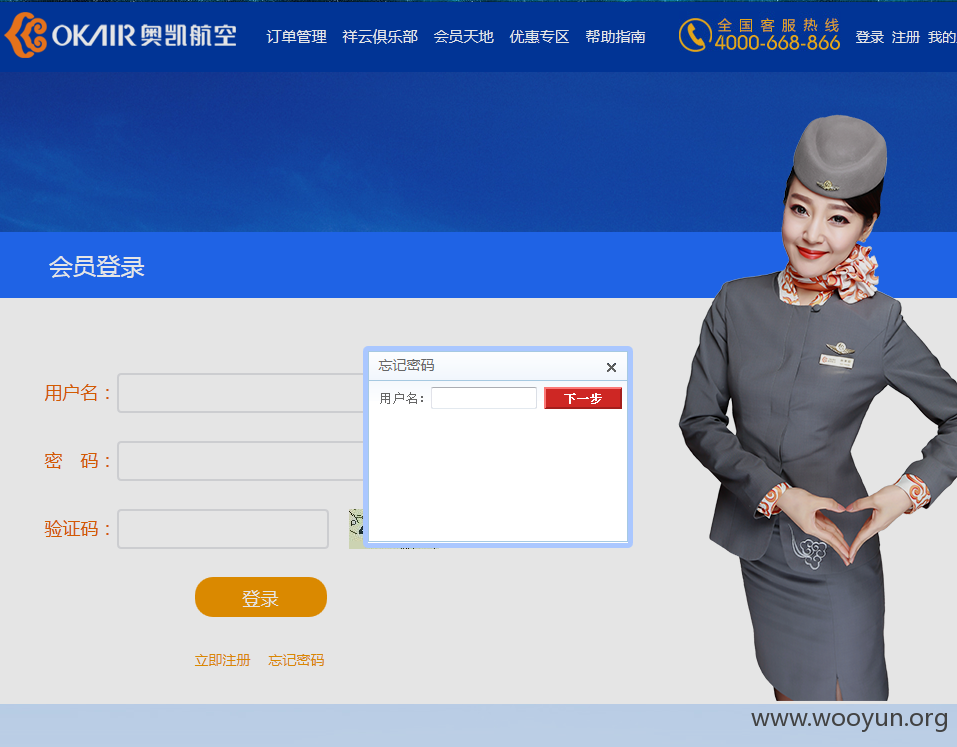 OKAIR 奥凯航空
订单管理 祥云俱乐部 会员天地 优惠专区 帮助指南
全国客服热线
4000-668-866
登录 注册 我的
会员登录
忘记密码
用户名： 下一步
用户名：
密 码：
验证码：
登录
立即注册 忘记密码
www.wooyun.org